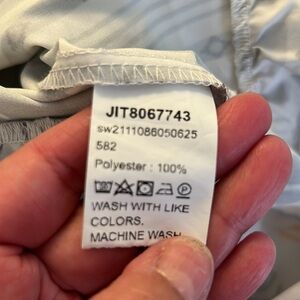 JIT8067743
sw2111086050625
582
Polyester : 100%
WASH WITH LIKE
COLORS.
MACHINE WASH